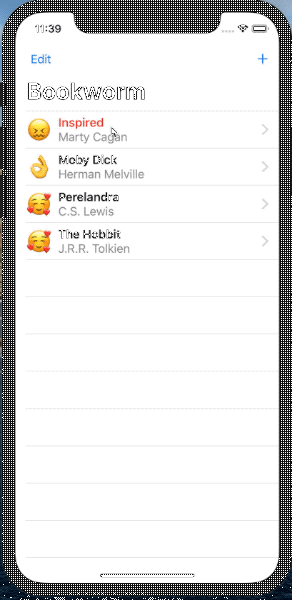 11:39
Edit +
Bookworm
Inspired
Marty Cagan
Moby Dick
Herman Melville
Perelandra
C.S. Lewis
The Hobbit
J.R.R. Tolkien